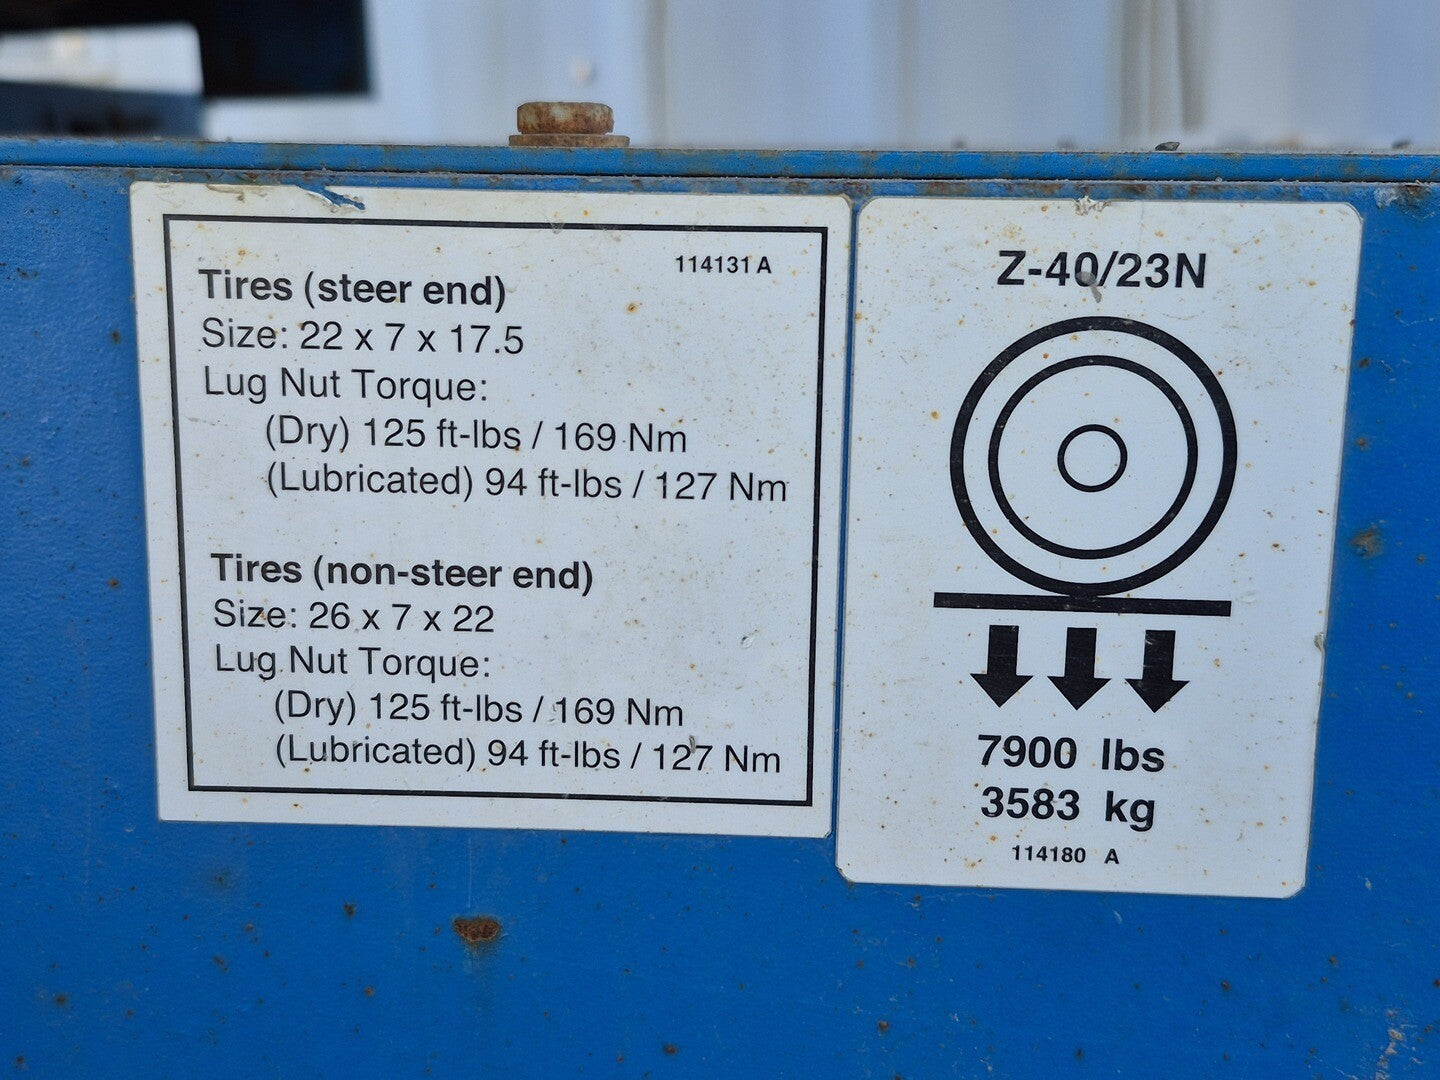 114131 A
Tires (steer end)
Size: 22 x 7 x 17.5
Lug Nut Torque:
(Dry) 125 ft-lbs / 169 Nm
(Lubricated) 94 ft-lbs / 127 Nm
Tires (non-steer end)
Size: 26 x 7 x 22
Lug Nut Torque:
(Dry) 125 ft-lbs / 169 Nm
(Lubricated) 94 ft-lbs / 127 Nm
Z-40/23N
7900 lbs
3583 kg
114180 A